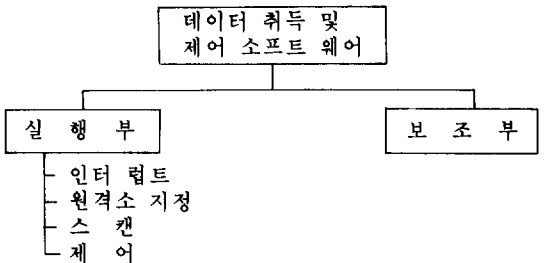 데이터 취득 및
제어 소프트 웨어
실 행 부
보 조 부
인터 럽트
원격소 지정
스 캔
제 어